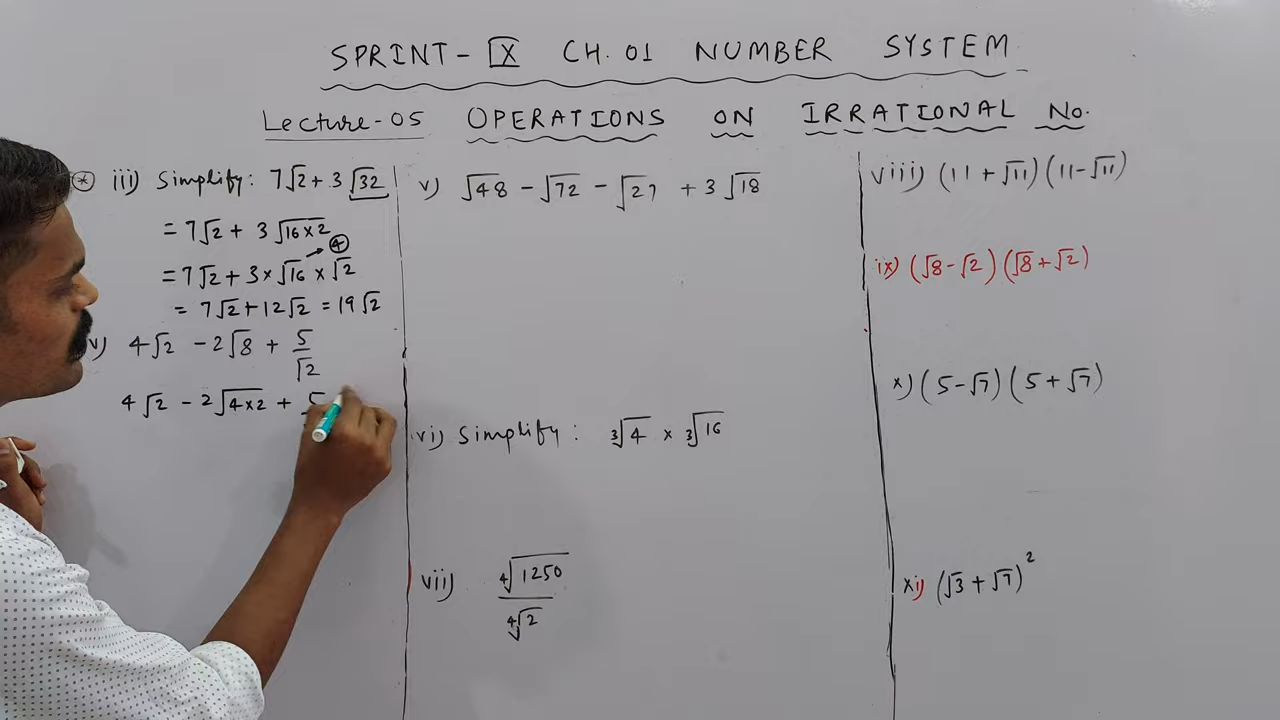 SPRINT - IX CH. 01 NUMBER SYSTEM
Lecture-05 OPERATIONS ON IRRATIONAL No.
* iii) Simplify: 7√2 + 3√32
= 7√2 + 3√16×2
= 7√2 + 3×√16 × √2 → 4
= 7√2 + 12√2 = 19√2
v) 4√2 - 2√8 + 5/√2
4√2 - 2√4×2 + 5
v) √48 - √72 - √27 + 3√18
vi) Simplify: ³√4 × ³√16
vii) ⁴√1250 / ⁴√2
viii) (11 + √11)(11 - √11)
ix) (√8 - √2)(√8 + √2)
x) (5 - √7)(5 + √7)
xi) (√3 + √7)²